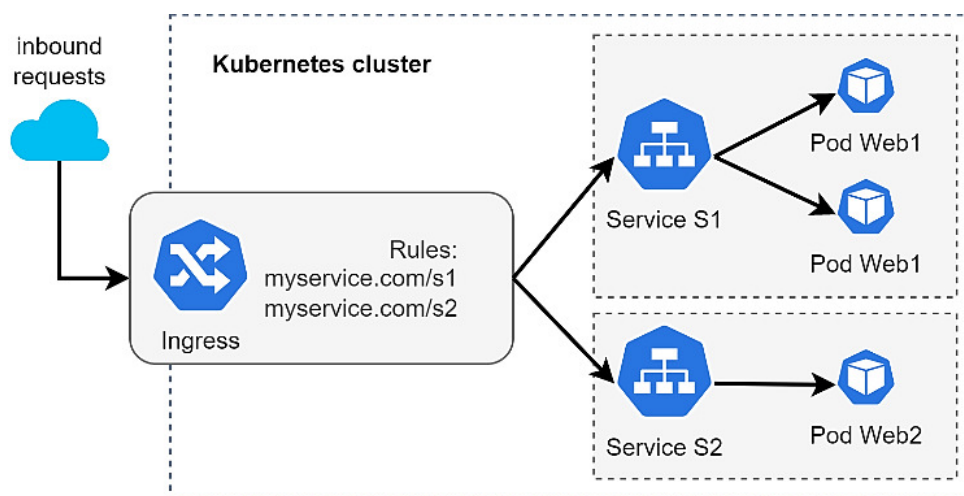 inbound
requests
Kubernetes cluster
Rules:
myservice.com/s1
myservice.com/s2
Ingress
Service S1
Pod Web1
Pod Web1
Service S2
Pod Web2